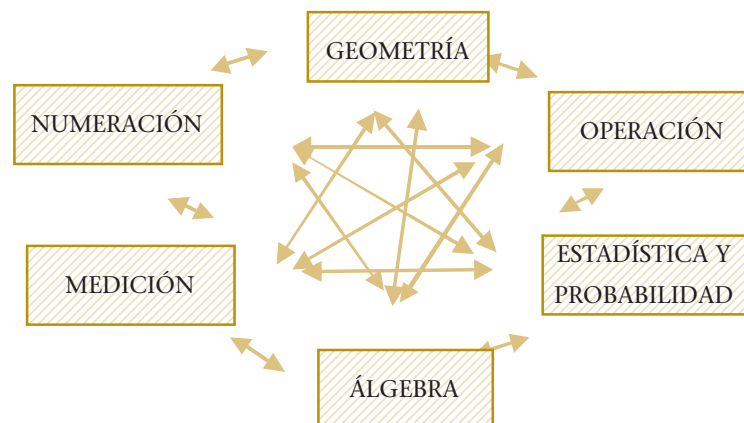 GEOMETRÍA
NUMERACIÓN
OPERACIÓN
MEDICIÓN
ESTADÍSTICA Y
PROBABILIDAD
ÁLGEBRA